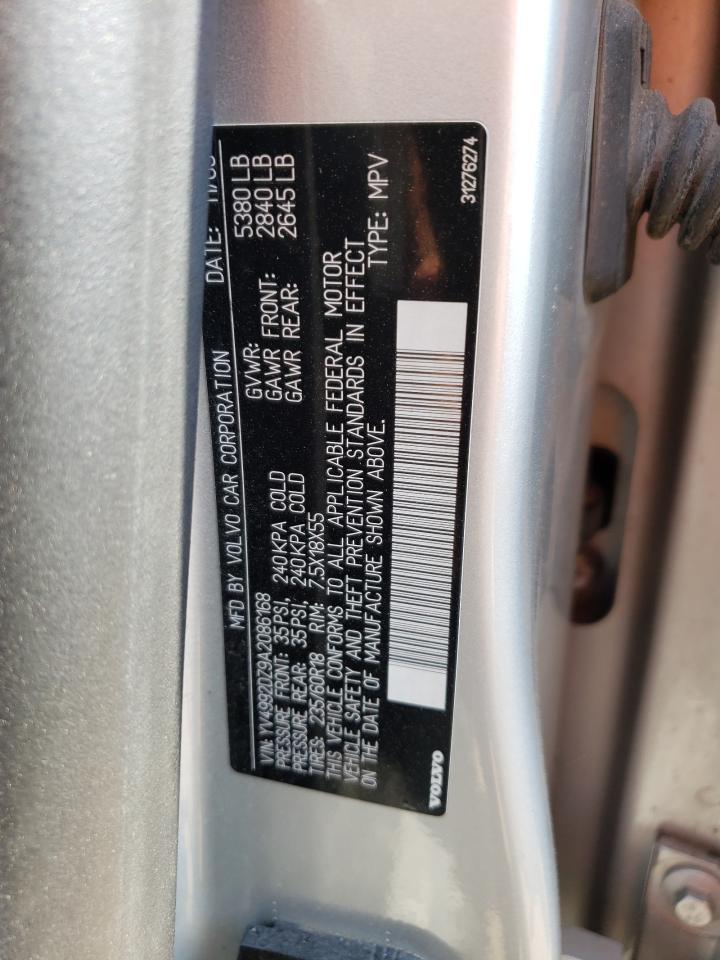 MFD BY VOLVO CAR CORPORATION DATE:
VIN: YV4992DZ9A2086168 GVWR: 5380 LB
PRESSURE FRONT: 35PSI, 240KPA COLD GAWR FRONT: 2840 LB
PRESSURE REAR: 35PSI, 240KPA COLD GAWR REAR: 2645 LB
TIRES: 235/60R18 RIM: 7.5X18X55
THIS VEHICLE CONFORMS TO ALL APPLICABLE FEDERAL MOTOR
VEHICLE SAFETY AND THEFT PREVENTION STANDARDS IN EFFECT
ON THE DATE OF MANUFACTURE SHOWN ABOVE. TYPE: MPV
VOLVO 31276274